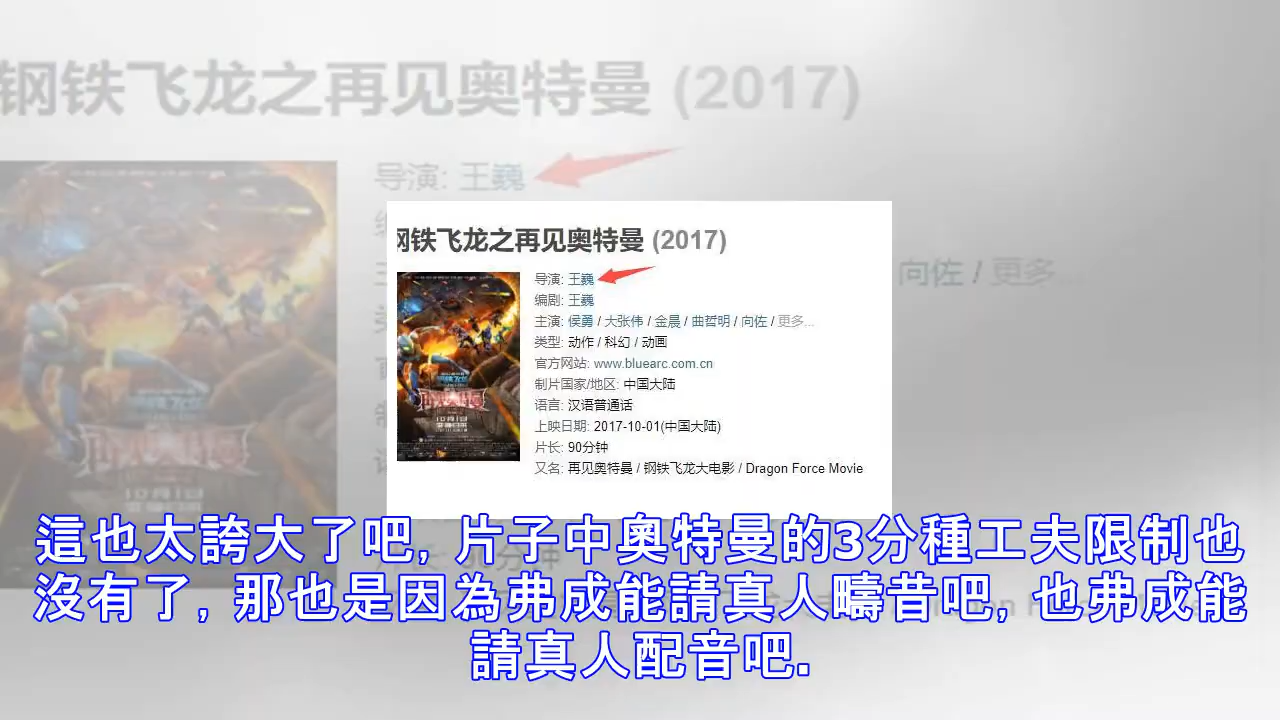 钢铁飞龙之再见奥特曼 (2017)
导演: 王巍
向佐 / 更多...
钢铁飞龙之再见奥特曼 (2017)
导演: 王巍
编剧: 王巍
主演: 侯勇 / 大张伟 / 金晨 / 曲哲明 / 向佐 / 更多...
类型: 动作 / 科幻 / 动画
官方网站: www.bluearc.com.cn
制片国家/地区: 中国大陆
语言: 汉语普通话
上映日期: 2017-10-01(中国大陆)
片长: 90分钟
又名: 再见奥特曼 / 钢铁飞龙大电影 / Dragon Force Movie
這也太誇大了吧, 片子中奧特曼的3分種工夫限制也
沒有了, 那也是因為弗成能請真人疇昔吧, 也弗成能
請真人配音吧.